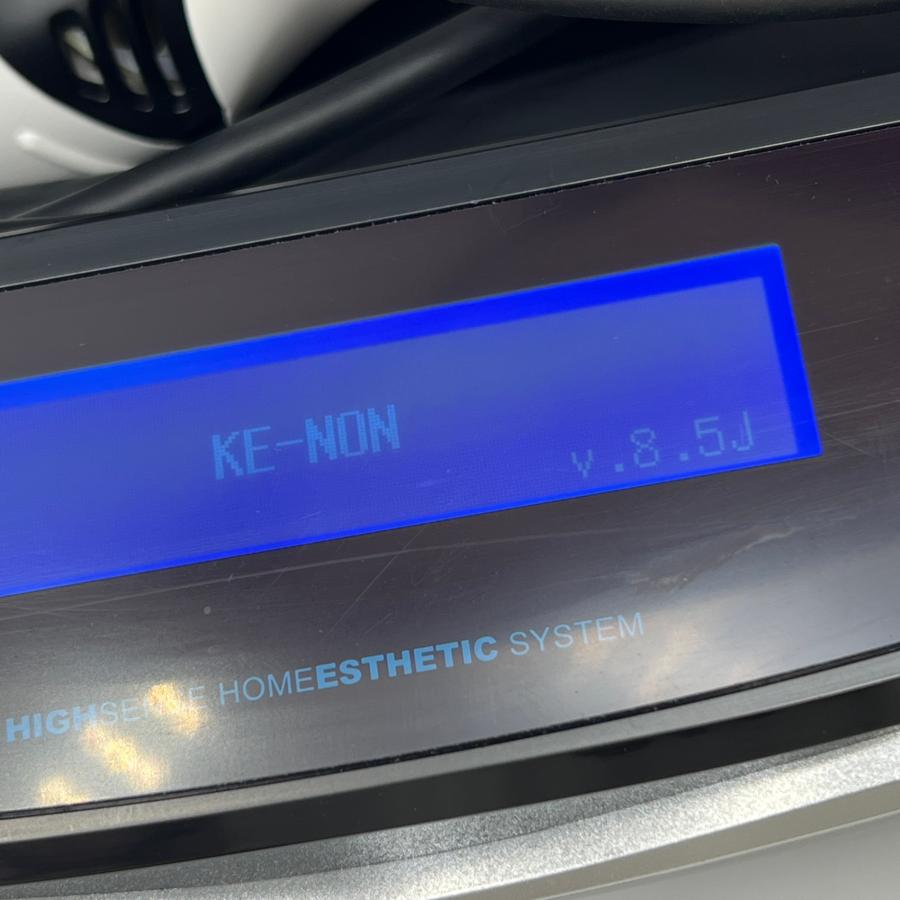 KE-NON
v.8.5J
HIGHSENSE HOMEESTHETIC SYSTEM